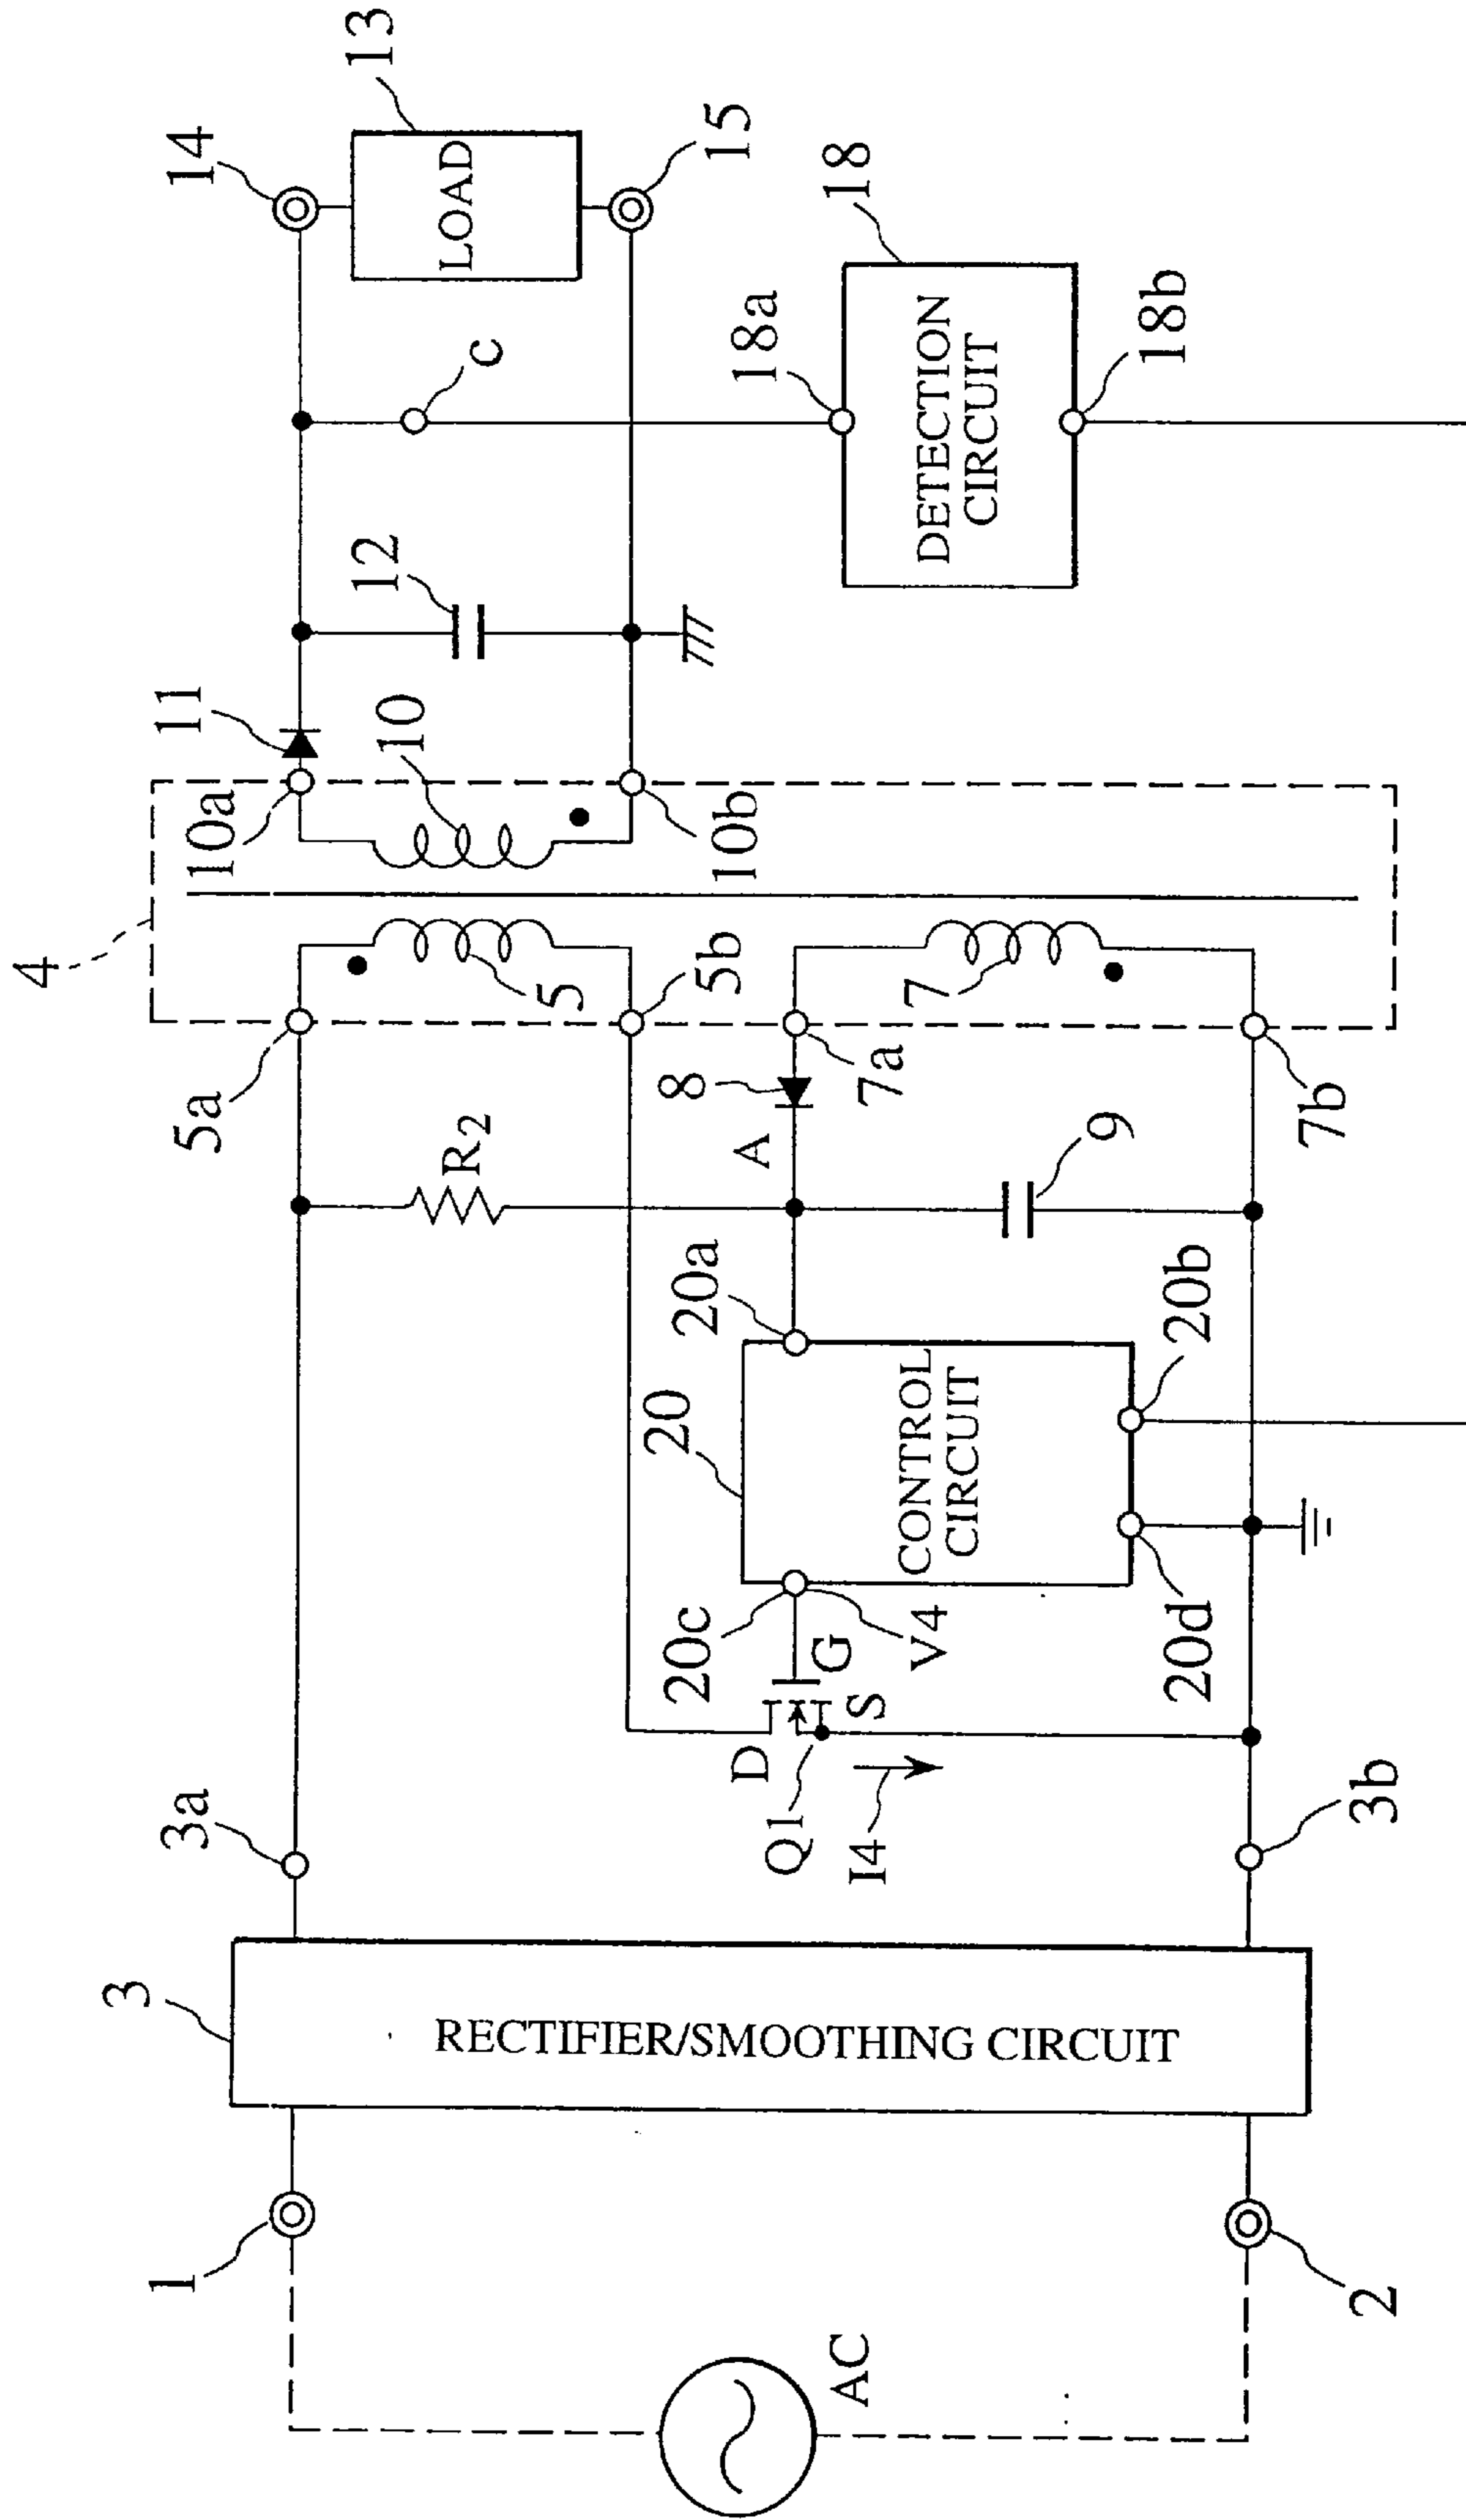 4
5a
5
5b
10a
10
10b
11
12
c
14
13
LOAD
15
18a
18
DETECTION
CIRCUIT
18b
R2
8
A
7a
7
7b
9
20a
20
CONTROL
CIRCUIT
20b
20c
V4
20d
G
S
D
Q1
I4
3a
3b
3
RECTIFIER/SMOOTHING CIRCUIT
1
2
AC